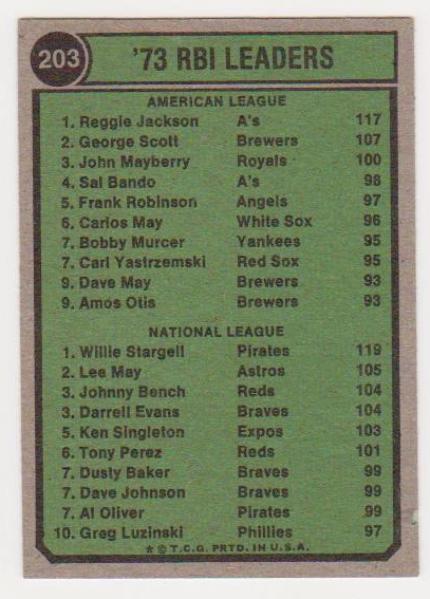 203 '73 RBI LEADERS
AMERICAN LEAGUE
1. Reggie Jackson A's 117
2. George Scott Brewers 107
3. John Mayberry Royals 100
4. Sal Bando A's 98
5. Frank Robinson Angels 97
6. Carlos May White Sox 96
7. Bobby Murcer Yankees 95
7. Carl Yastrzemski Red Sox 95
9. Dave May Brewers 93
9. Amos Otis Brewers 93
NATIONAL LEAGUE
1. Willie Stargell Pirates 119
2. Lee May Astros 105
3. Johnny Bench Reds 104
3. Darrell Evans Braves 104
5. Ken Singleton Expos 103
6. Tony Perez Reds 101
7. Dusty Baker Braves 99
7. Dave Johnson Braves 99
7. Al Oliver Pirates 99
10. Greg Luzinski Phillies 97
* © T.C.G. PRTD. IN U.S.A.